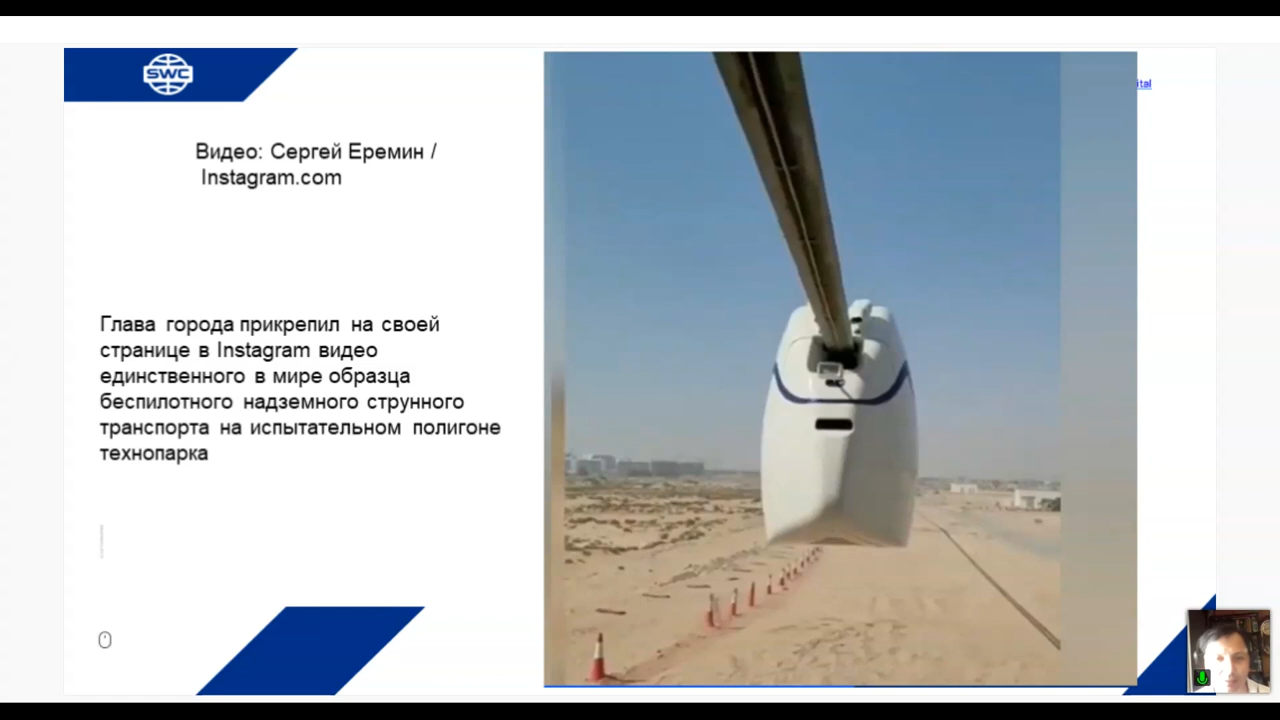 SWC
ital
Видео: Сергей Еремин /
Instagram.com
Глава города прикрепил на своей
странице в Instagram видео
единственного в мире образца
беспилотного надземного струнного
транспорта на испытательном полигоне
технопарка